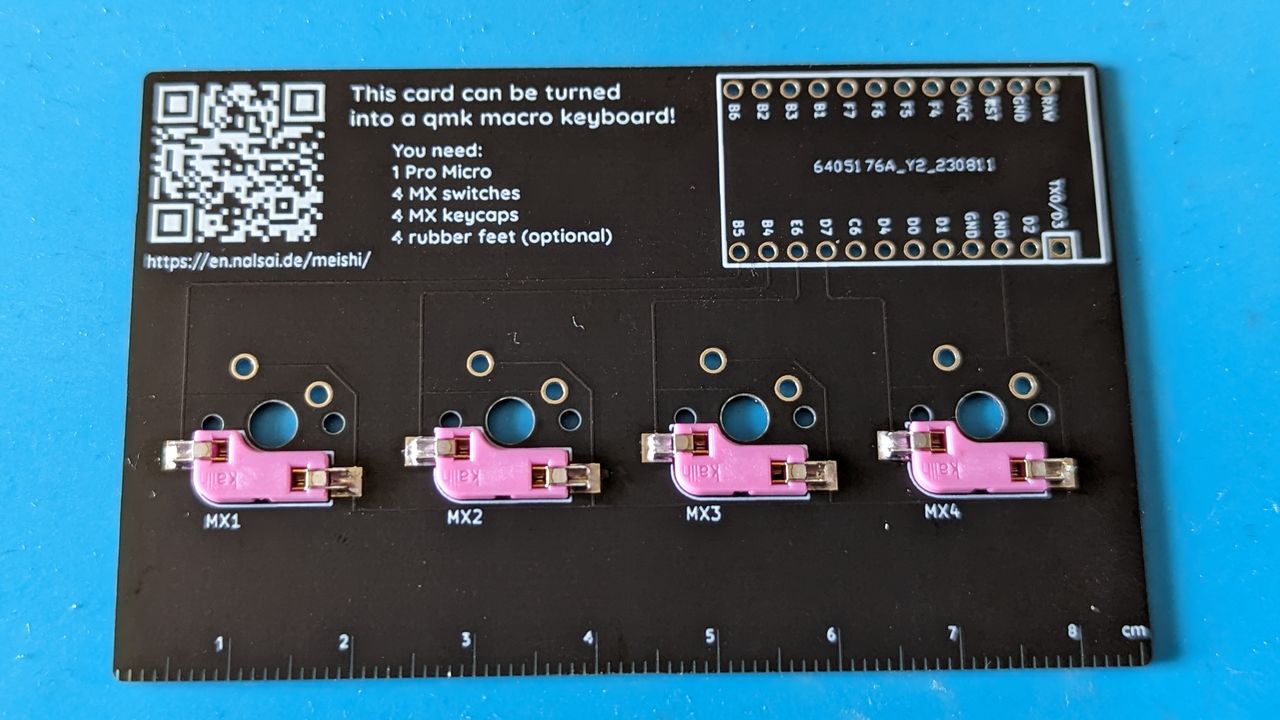 This card can be turned
into a qmk macro keyboard!
You need:
1 Pro Micro
4 MX switches
4 MX keycaps
4 rubber feet (optional)
https://en.nalsai.de/meishi/
B6 B2 B3 B1 F7 F6 F5 F4 VCC RST GND RAW
6405176A_Y2_230811
B5 B4 E6 D7 C6 D4 D0 D1 GND GND D2 TX0/D3
kailh kailh kailh kailh
MX1 MX2 MX3 MX4
1 2 3 4 5 6 7 8 cm